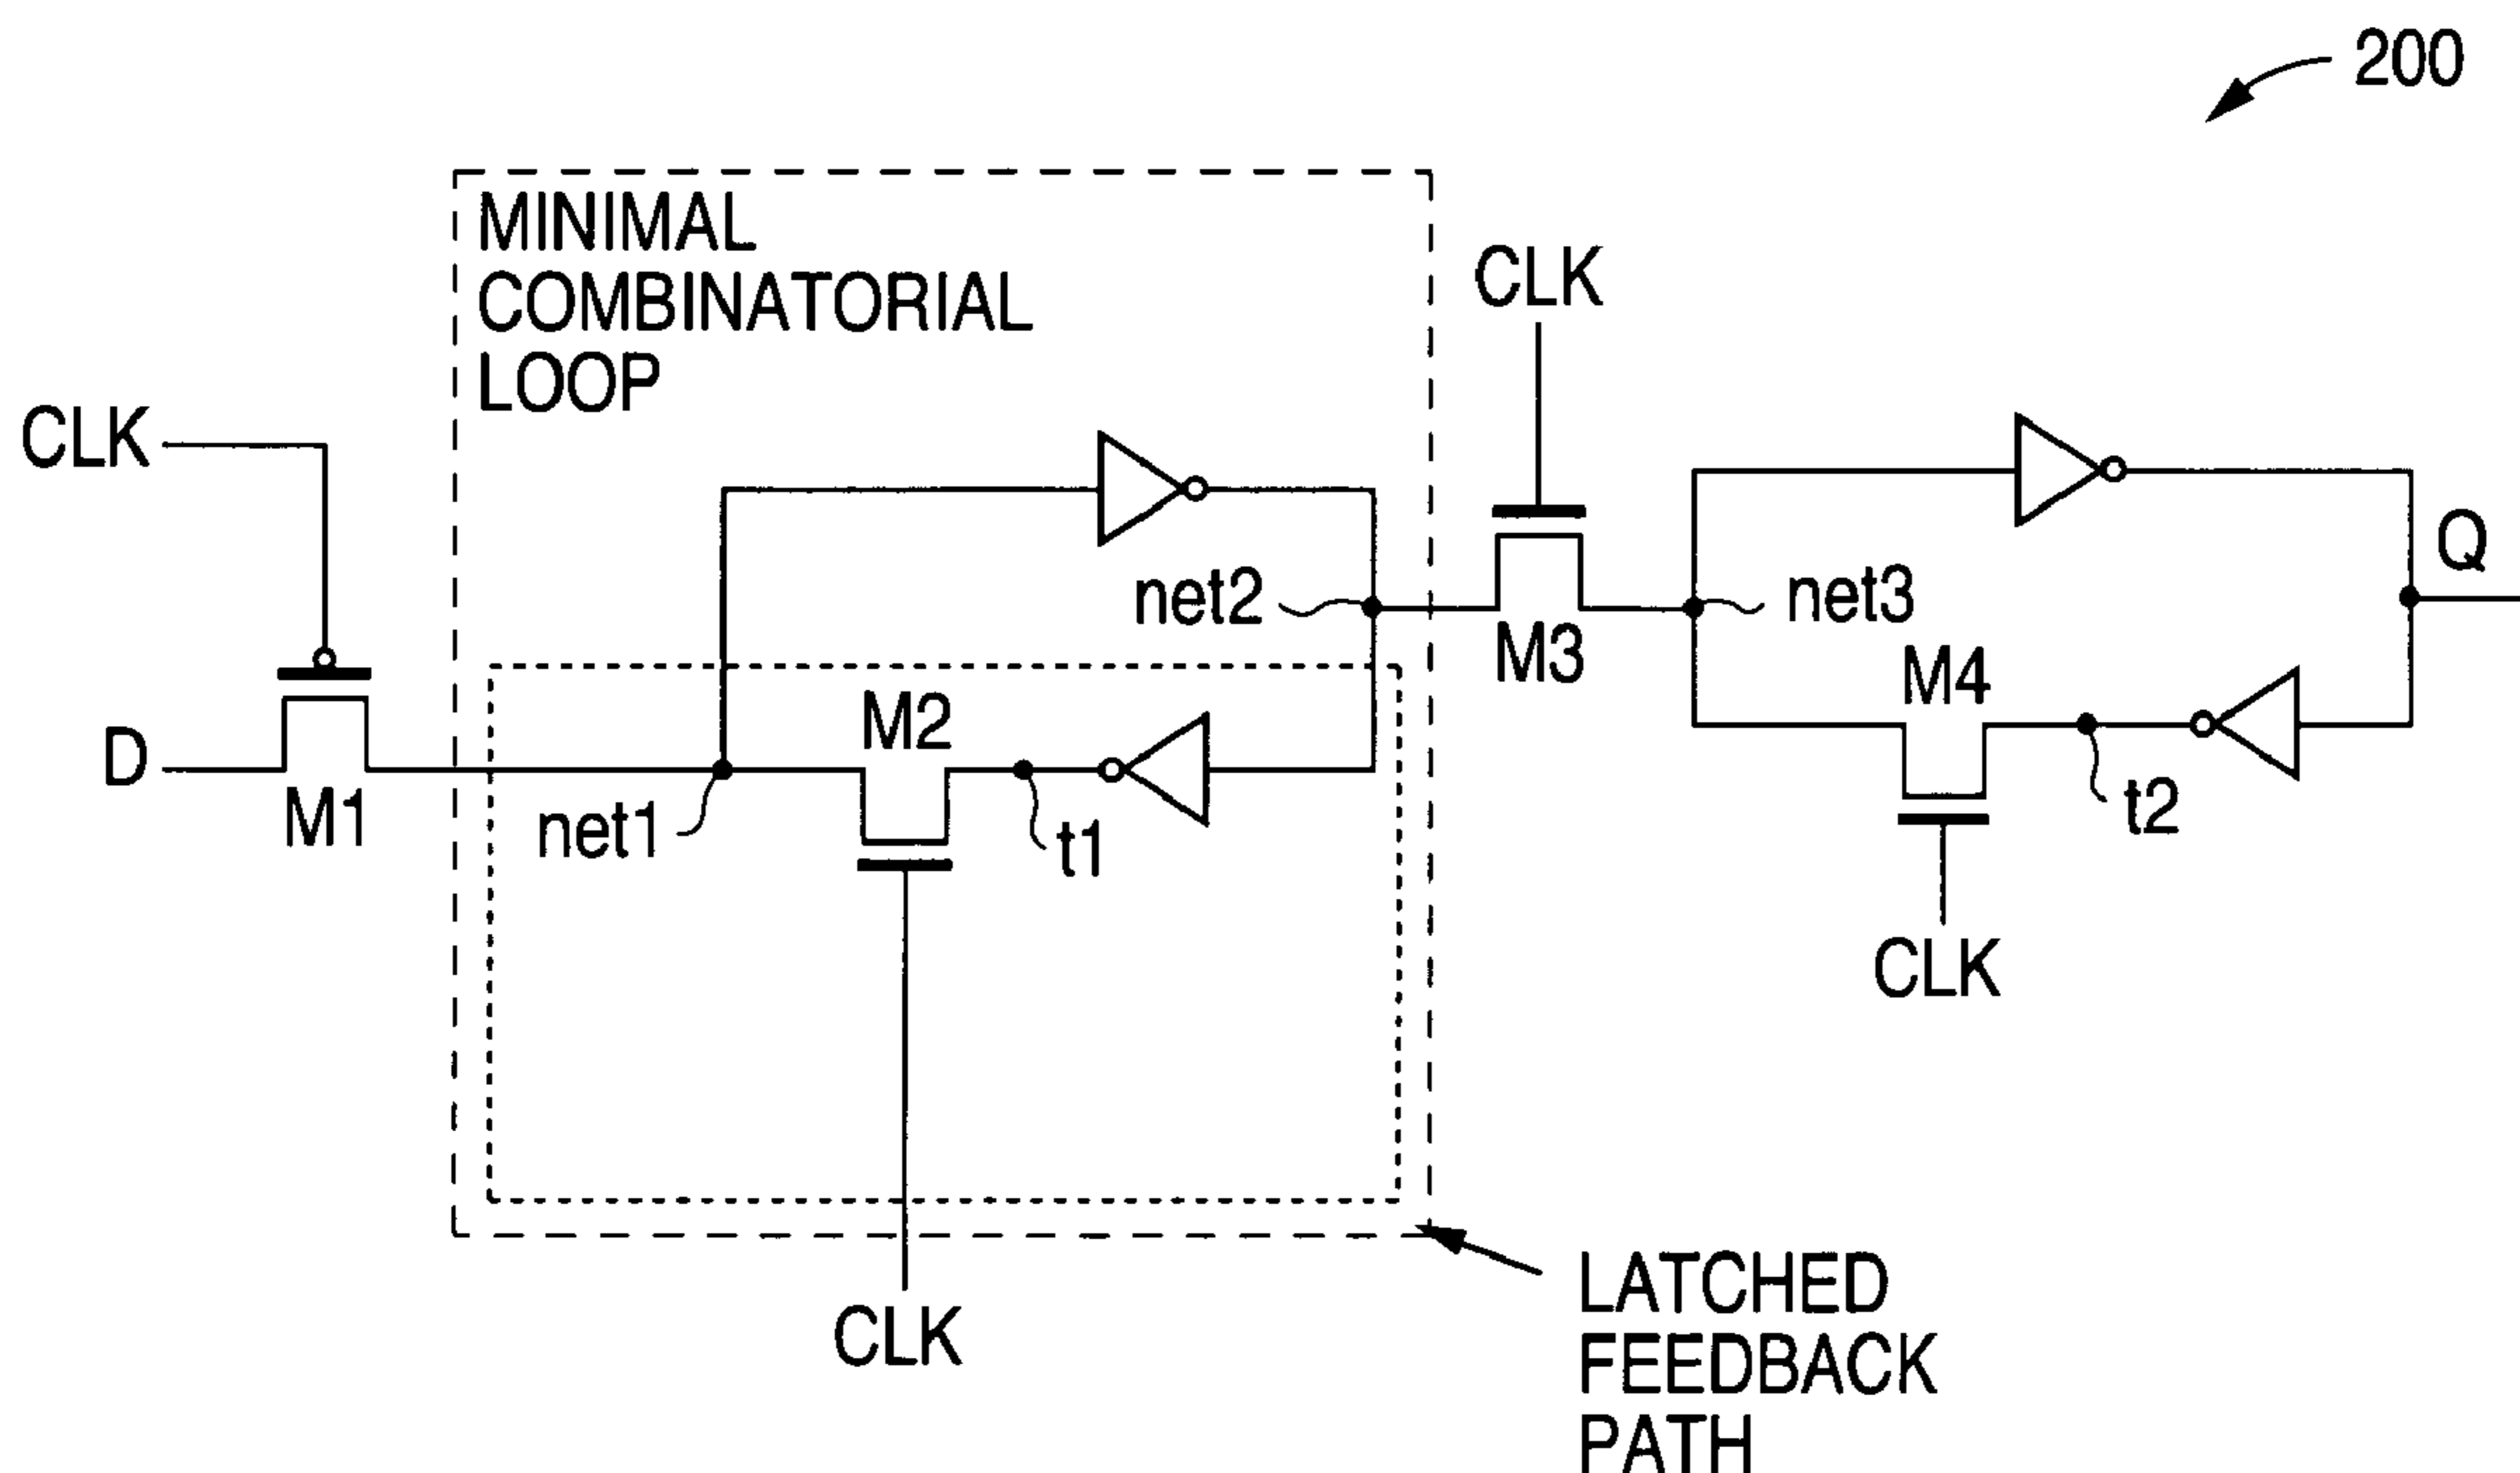 200
MINIMAL
COMBINATORIAL
LOOP
CLK
CLK
D
M1
net1
M2
t1
net2
CLK
M3
net3
M4
t2
CLK
Q
LATCHED
FEEDBACK
PATH